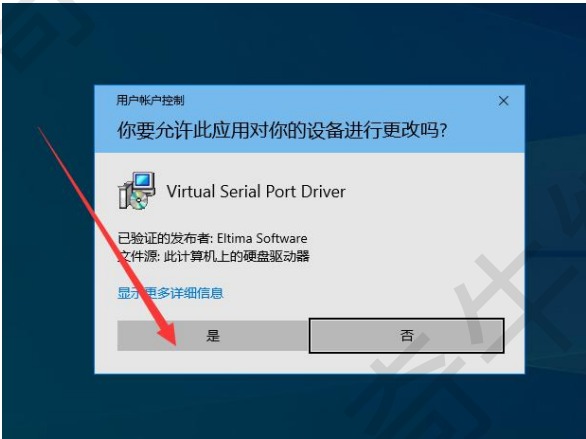 用户帐户控制
你要允许此应用对你的设备进行更改吗?
Virtual Serial Port Driver
已验证的发布者: Eltima Software
文件源: 此计算机上的硬盘驱动器
显示更多详细信息
是
否